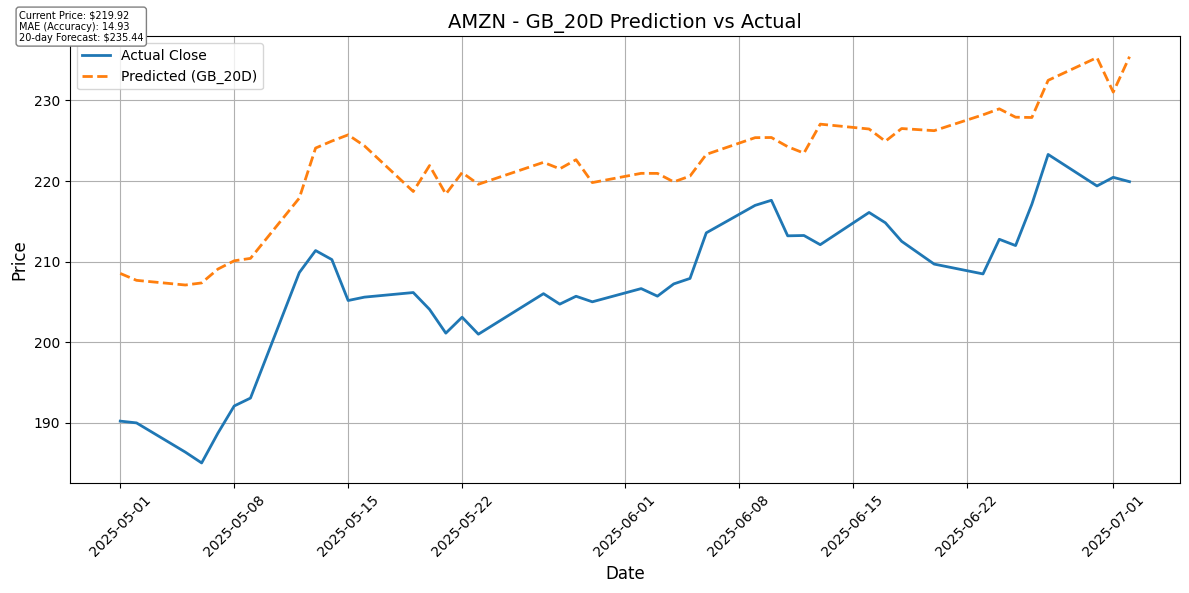 AMZN - GB_20D Prediction vs Actual
Current Price: $219.92
MAE (Accuracy): 14.93
20-day Forecast: $235.44
Actual Close
Predicted (GB_20D)
Price
230
220
210
200
190
2025-05-01
2025-05-08
2025-05-15
2025-05-22
2025-06-01
2025-06-08
2025-06-15
2025-06-22
2025-07-01
Date